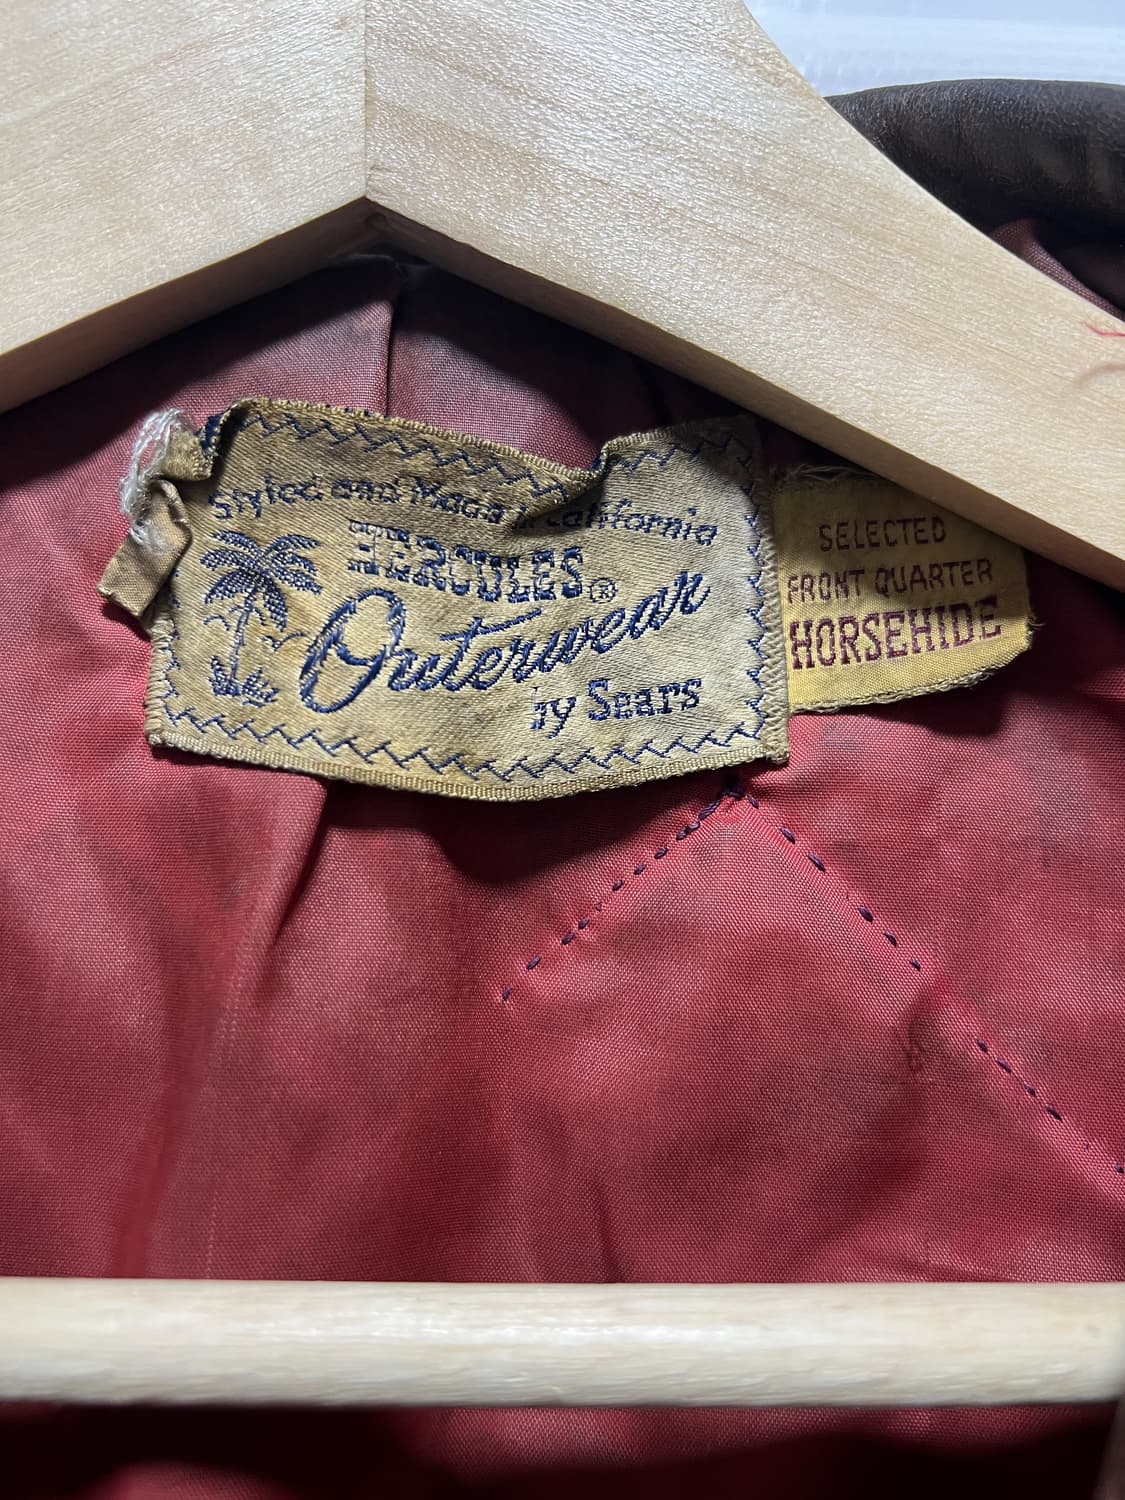 Styled and Made in California
HERCULES®
Outerwear
by Sears
SELECTED
FRONT QUARTER
HORSEHIDE